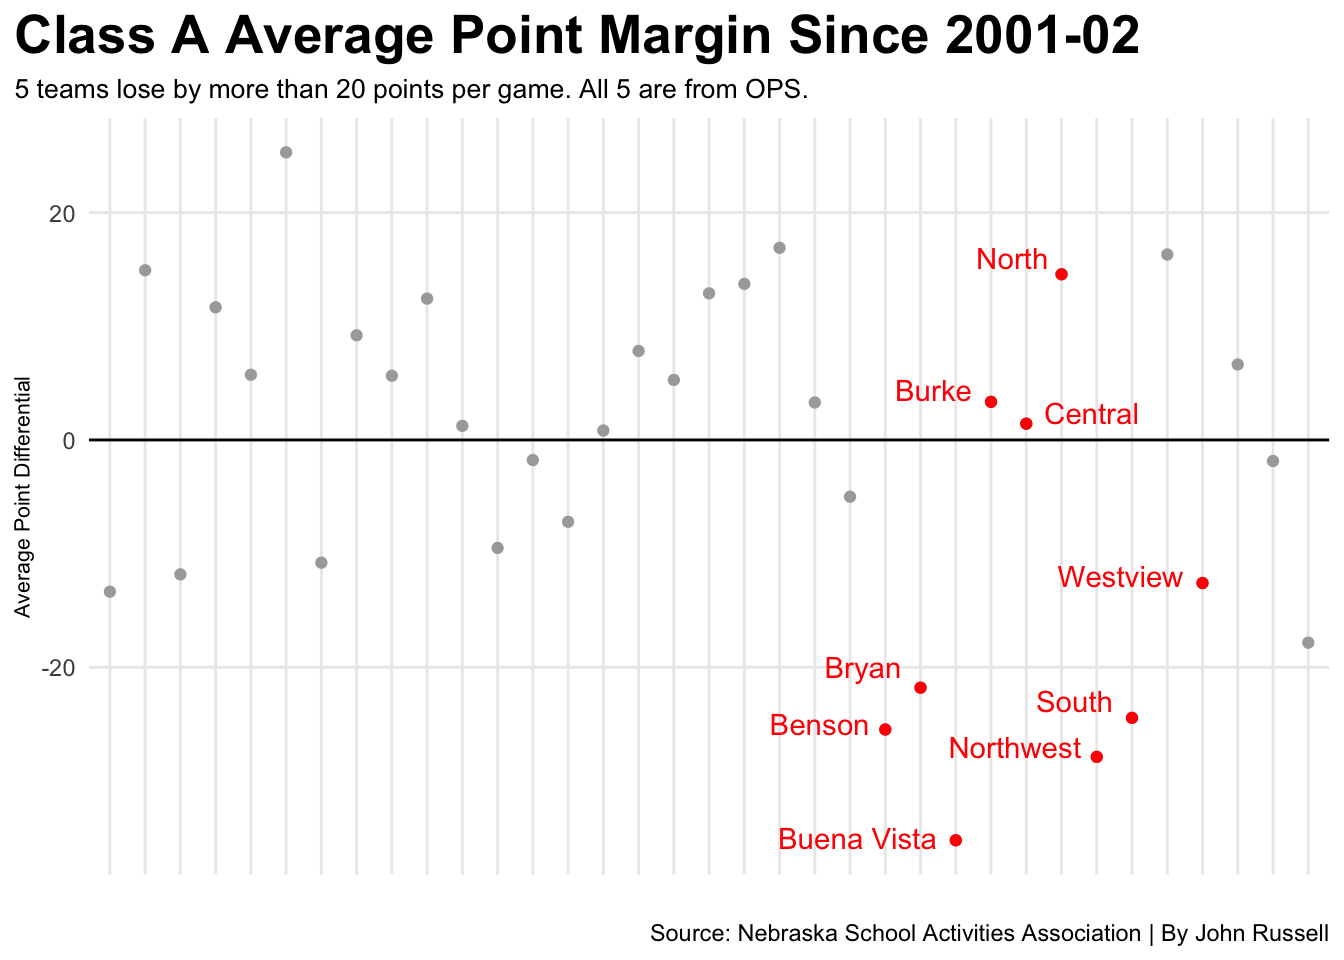 Class A Average Point Margin Since 2001-02
5 teams lose by more than 20 points per game. All 5 are from OPS.
Average Point Differential
20
0
-20
North
Burke
Central
Westview
Bryan
South
Benson
Northwest
Buena Vista
Source: Nebraska School Activities Association | By John Russell